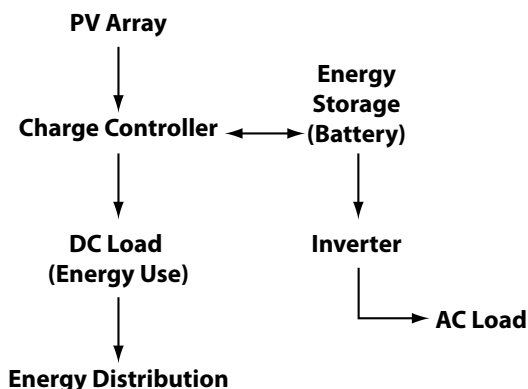 PV Array
Charge Controller
Energy
Storage
(Battery)
DC Load
(Energy Use)
Inverter
AC Load
Energy Distribution